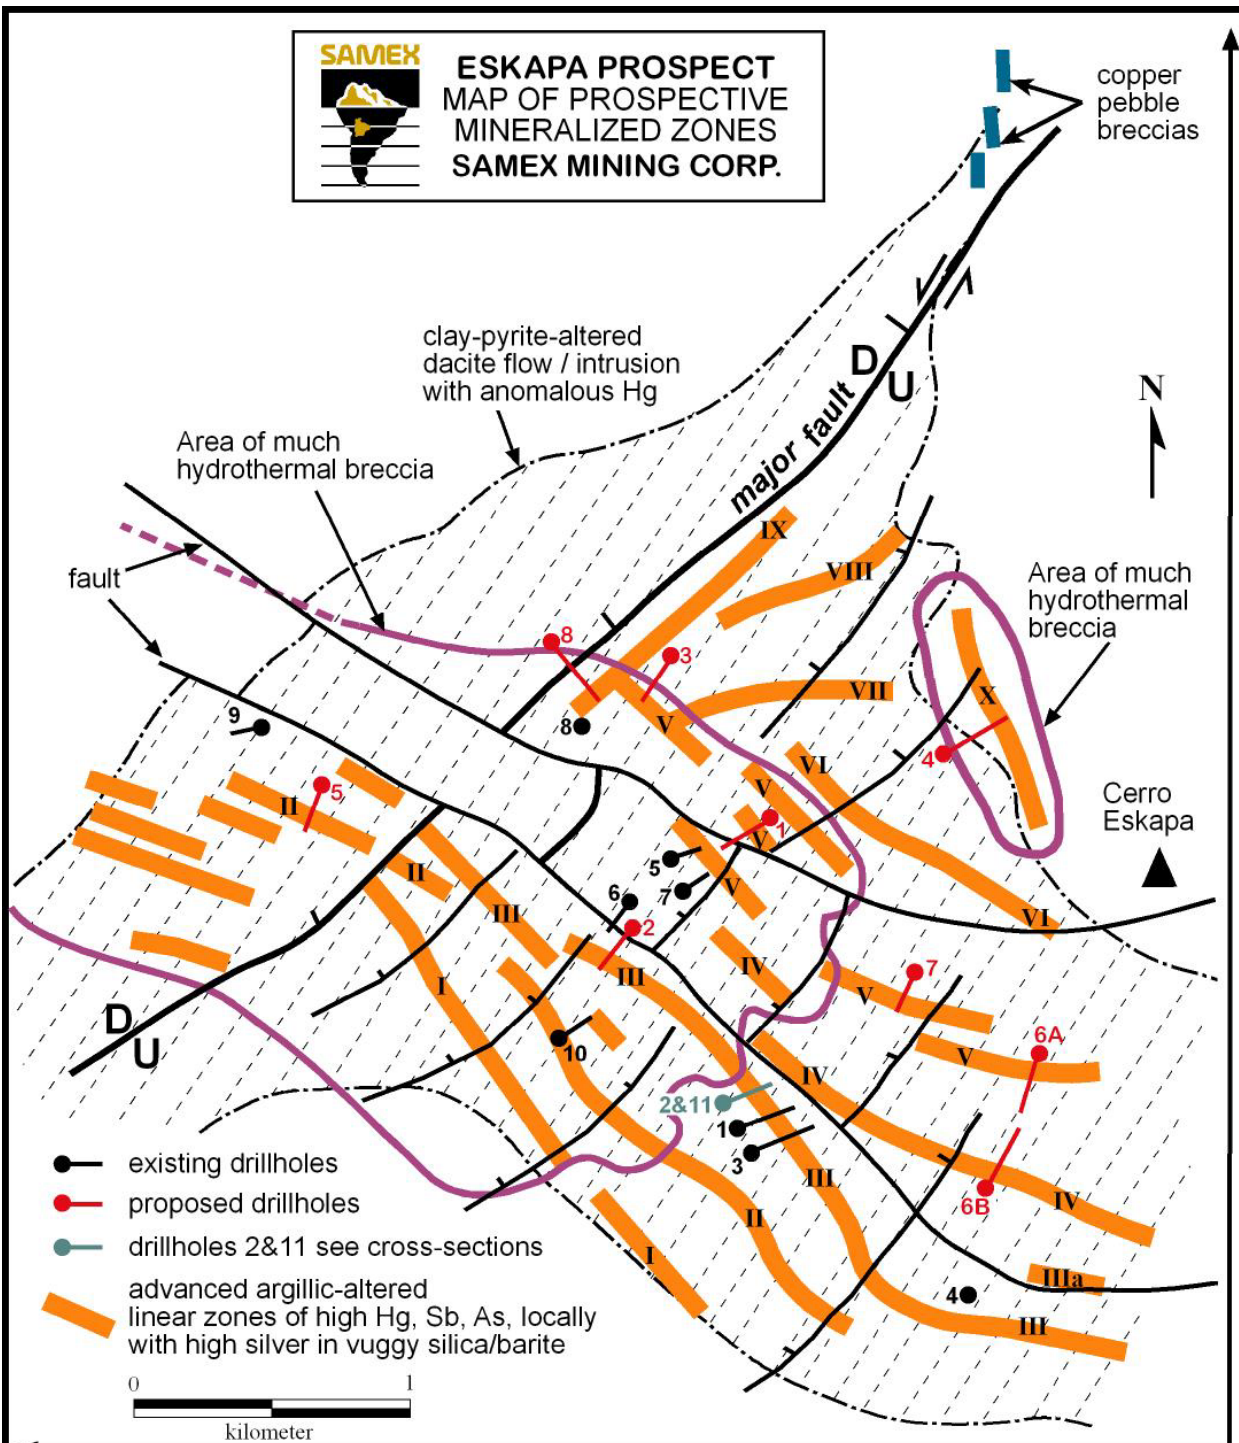 SAMEX
ESKAPA PROSPECT
MAP OF PROSPECTIVE
MINERALIZED ZONES
SAMEX MINING CORP.
copper
pebble
breccias
clay-pyrite-altered
dacite flow / intrusion
with anomalous Hg
D
U
major fault
N
Area of much
hydrothermal breccia
IX
VIII
fault
Area of much
hydrothermal
breccia
8
3
VII
X
V
9
8
4
VI
V
Cerro
Eskapa
5
II
1
V
5
II
V
7
6
III
VI
2
IV
III
7
V
I
D
U
10
6A
V
IV
2&11
1
3
existing drillholes
III
IV
6B
proposed drillholes
II
drillholes 2&11 see cross-sections
I
IIIa
4
advanced argillic-altered
linear zones of high Hg, Sb, As, locally
with high silver in vuggy silica/barite
III
0 1
kilometer